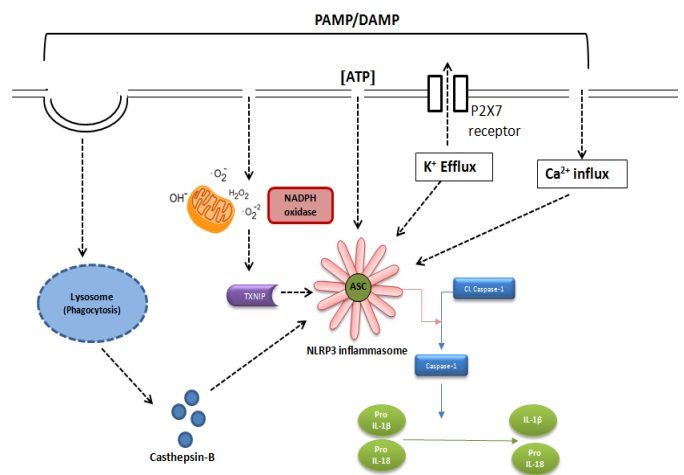 PAMP/DAMP
[ATP]
P2X7
receptor
K⁺ Efflux
Ca²⁺ influx
·O₂⁻
OH⁻
H₂O₂
·O₂⁻²
NADPH
oxidase
Lysosome
(Phagocytosis)
TXNIP
ASC
NLRP3 inflammasome
Cl. Caspase-1
Caspase-1
Casthepsin-B
Pro
IL-1β
Pro
IL-18
IL-1β
Pro
IL-18